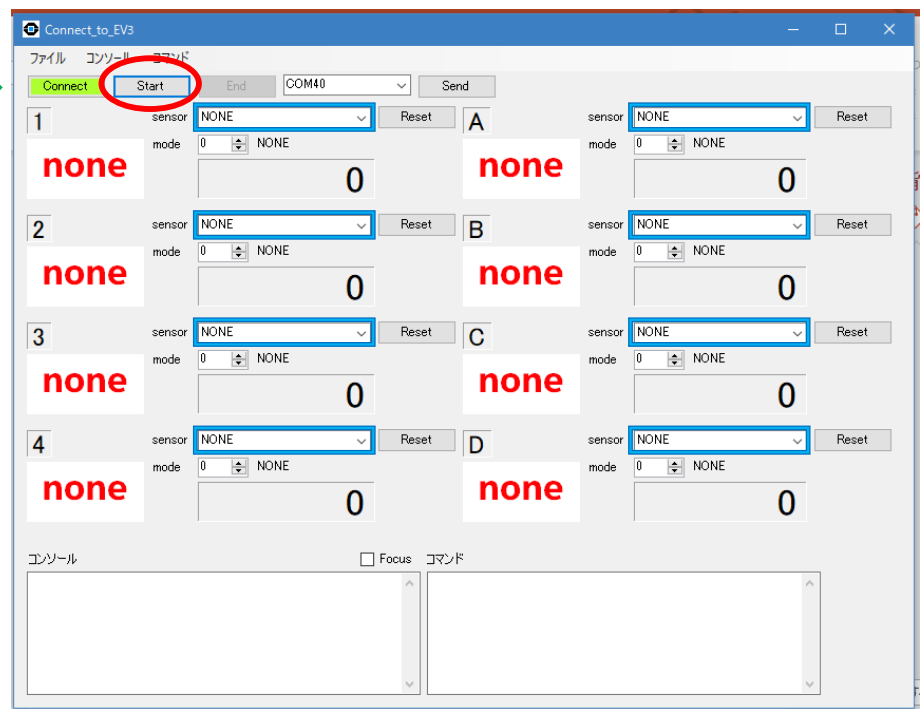 Connect_to_EV3
ファイル コンソール コマンド
Connect Start End COM40 Send
1 sensor NONE Reset A sensor NONE Reset
mode 0 NONE mode 0 NONE
none 0 none 0
2 sensor NONE Reset B sensor NONE Reset
mode 0 NONE mode 0 NONE
none 0 none 0
3 sensor NONE Reset C sensor NONE Reset
mode 0 NONE mode 0 NONE
none 0 none 0
4 sensor NONE Reset D sensor NONE Reset
mode 0 NONE mode 0 NONE
none 0 none 0
コンソール Focus コマンド